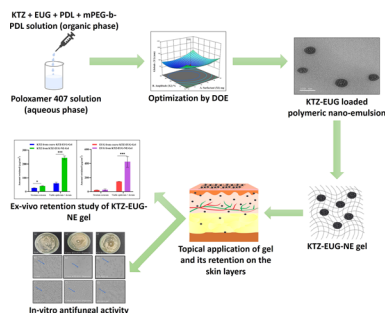 KTZ + EUG + PDL + mPEG-b-
PDL solution (organic phase)
Poloxamer 407 solution
(aqueous phase)
Optimization by DOE
KTZ-EUG loaded
polymeric nano-emulsion
KTZ-EUG-NE gel
Topical application of gel
and its retention on the
skin layers
Ex-vivo retention study of KTZ-EUG-
NE gel
In-vitro antifungal activity